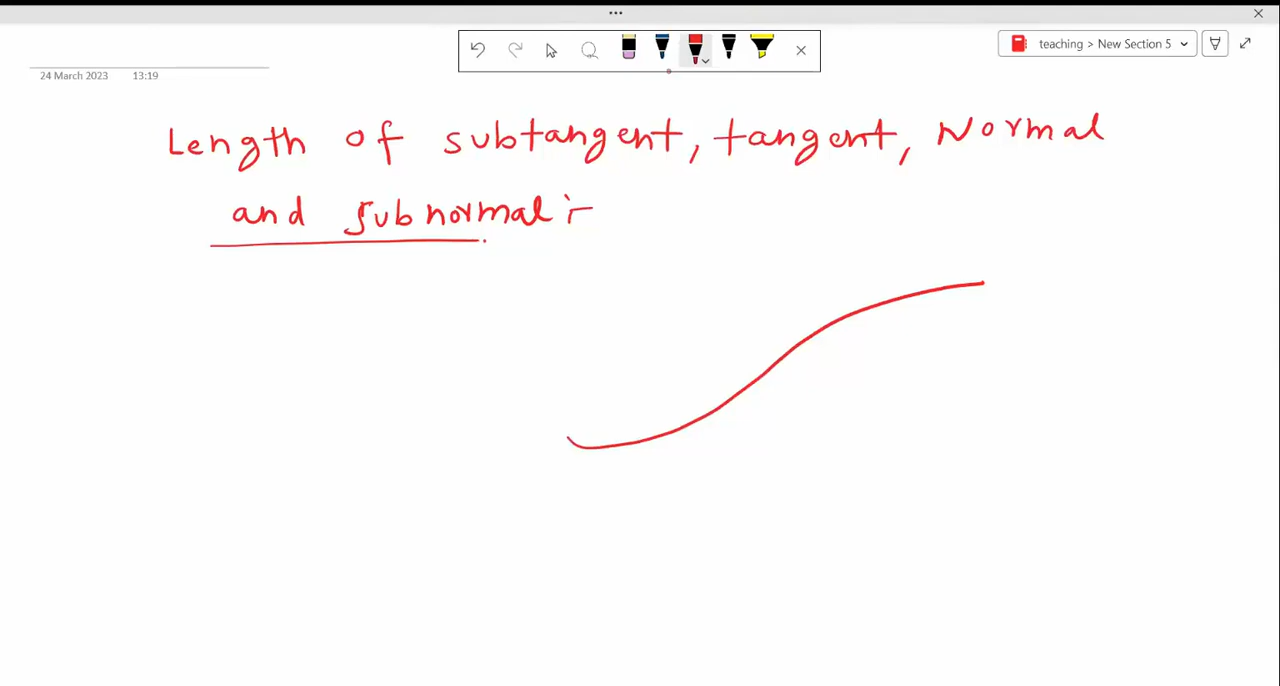 ...
teaching > New Section 5
24 March 2023 13:19
Length of subtangent, tangent, Normal
and subnormal :-